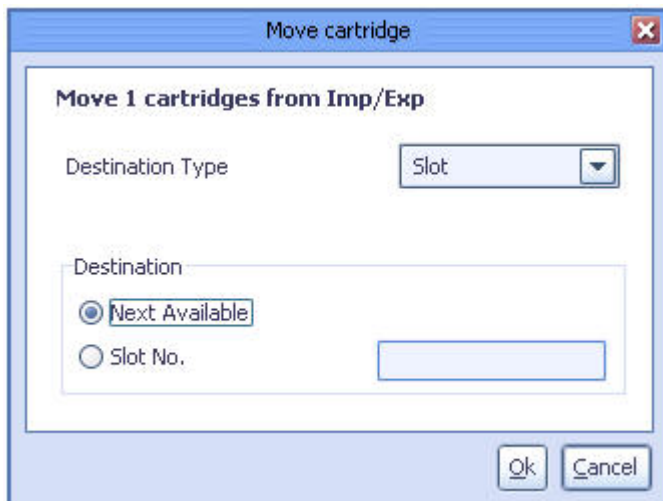 Move cartridge
Move 1 cartridges from Imp/Exp
Destination Type Slot
Destination
Next Available
Slot No.
Ok Cancel